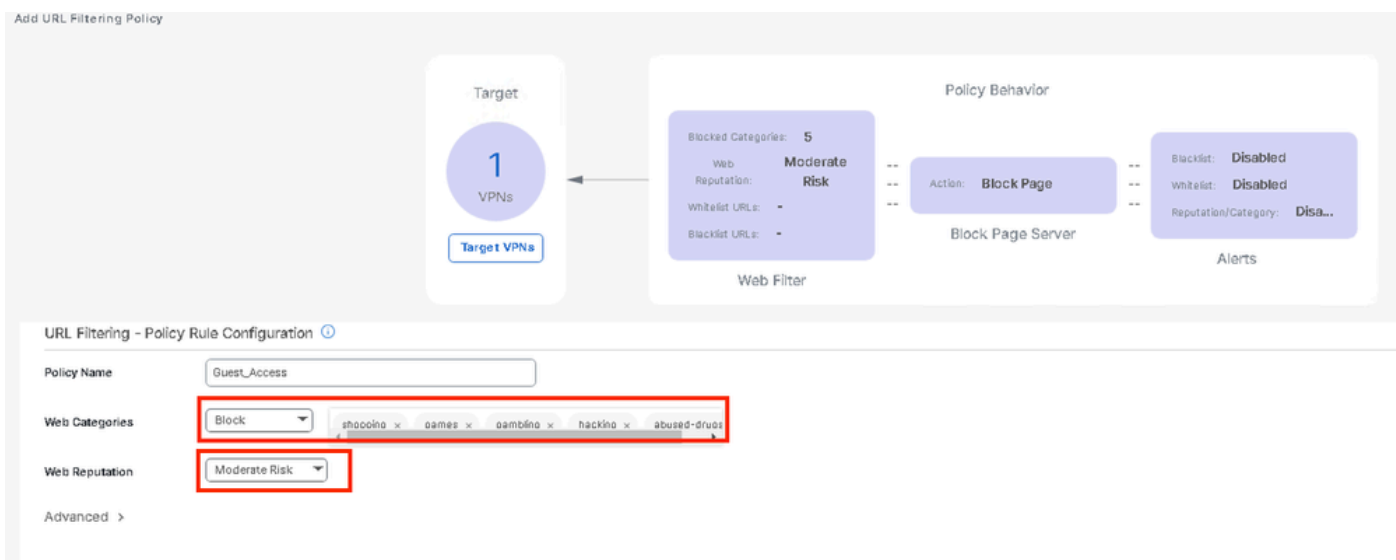 Add URL Filtering Policy
Target
1
VPNs
Target VPNs
Policy Behavior
Blocked Categories: 5
Web Reputation: Moderate Risk
Whitelist URLs: -
Blacklist URLs: -
Web Filter
--
--
--
Action: Block Page
Block Page Server
--
--
--
Blacklist: Disabled
Whitelist: Disabled
Reputation/Category: Disa...
Alerts
URL Filtering - Policy Rule Configuration
Policy Name Guest_Access
Web Categories Block shopping × games × gambling × hacking × abused-drugs
Web Reputation Moderate Risk
Advanced >